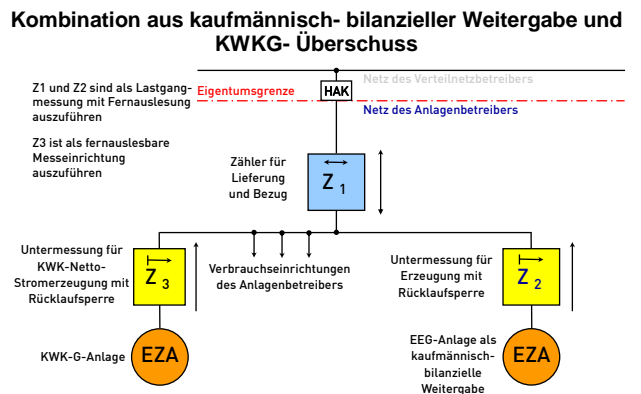 Kombination aus kaufmännisch- bilanzieller Weitergabe und
KWKG- Überschuss
Z1 und Z2 sind als Lastgang-
messung mit Fernauslesung
auszuführen
Z3 ist als fernauslesbare
Messeinrichtung
auszuführen
Eigentumsgrenze
HAK
Netz des Verteilnetzbetreibers
Netz des Anlagenbetreibers
Zähler für
Lieferung
und Bezug
Z 1
Untermessung für
KWK-Netto-
Stromerzeugung mit
Rücklaufsperre
Z 3
Verbrauchseinrichtungen
des Anlagenbetreibers
Untermessung für
Erzeugung mit
Rücklaufsperre
Z 2
KWK-G-Anlage
EZA
EEG-Anlage als
kaufmännisch-
bilanzielle
Weitergabe
EZA